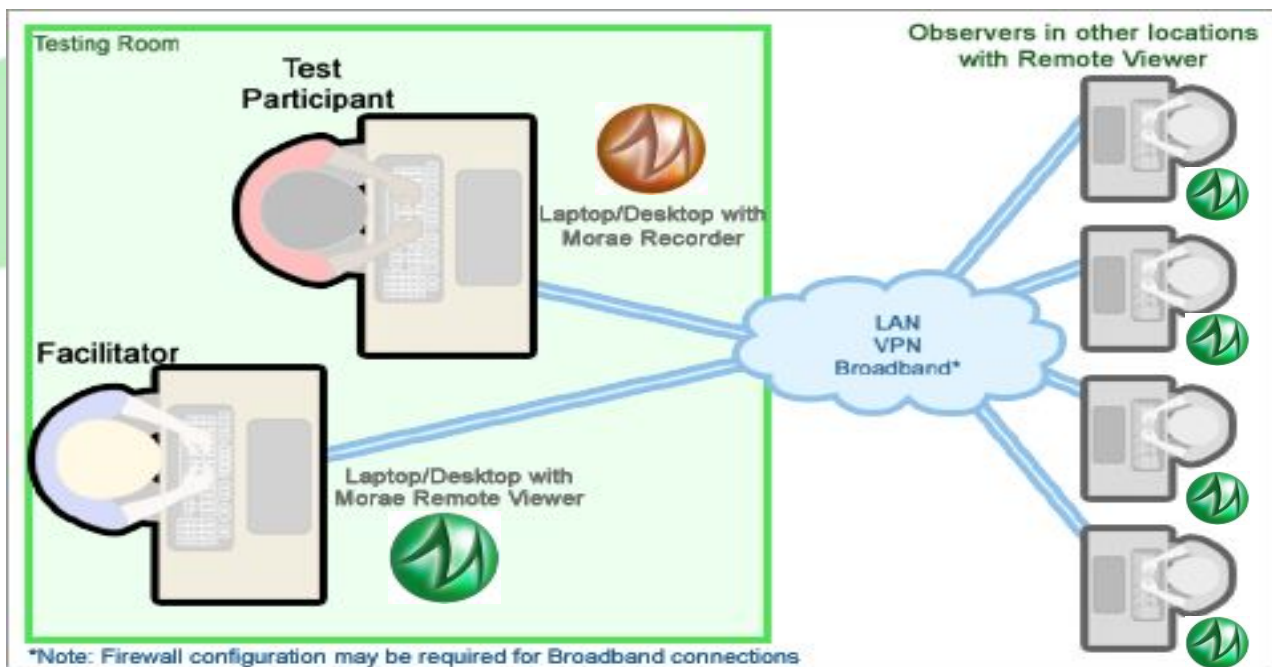 Testing Room
Test
Participant
Laptop/Desktop with
Morae Recorder
Facilitator
Laptop/Desktop with
Morae Remote Viewer
LAN
VPN
Broadband*
Observers in other locations
with Remote Viewer
*Note: Firewall configuration may be required for Broadband connections